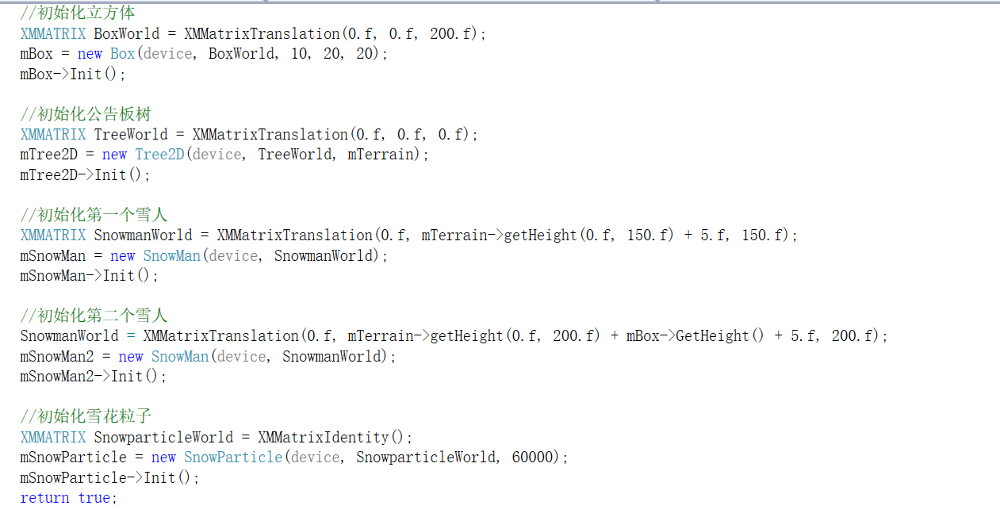 //初始化立方体
XMMATRIX BoxWorld = XMMatrixTranslation(0.f, 0.f, 200.f);
mBox = new Box(device, BoxWorld, 10, 20, 20);
mBox->Init();
//初始化公告板树
XMMATRIX TreeWorld = XMMatrixTranslation(0.f, 0.f, 0.f);
mTree2D = new Tree2D(device, TreeWorld, mTerrain);
mTree2D->Init();
//初始化第一个雪人
XMMATRIX SnowmanWorld = XMMatrixTranslation(0.f, mTerrain->getHeight(0.f, 150.f) + 5.f, 150.f);
mSnowMan = new SnowMan(device, SnowmanWorld);
mSnowMan->Init();
//初始化第二个雪人
SnowmanWorld = XMMatrixTranslation(0.f, mTerrain->getHeight(0.f, 200.f) + mBox->GetHeight() + 5.f, 200.f);
mSnowMan2 = new SnowMan(device, SnowmanWorld);
mSnowMan2->Init();
//初始化雪花粒子
XMMATRIX SnowparticleWorld = XMMatrixIdentity();
mSnowParticle = new SnowParticle(device, SnowparticleWorld, 60000);
mSnowParticle->Init();
return true;